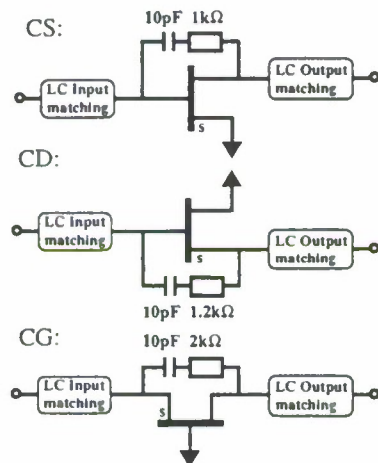 CS:
10pF 1kΩ
LC Input
matching
s
LC Output
matching
CD:
LC Input
matching
s
LC Output
matching
10pF 1.2kΩ
CG:
10pF 2kΩ
LC Input
matching
s
LC Output
matching